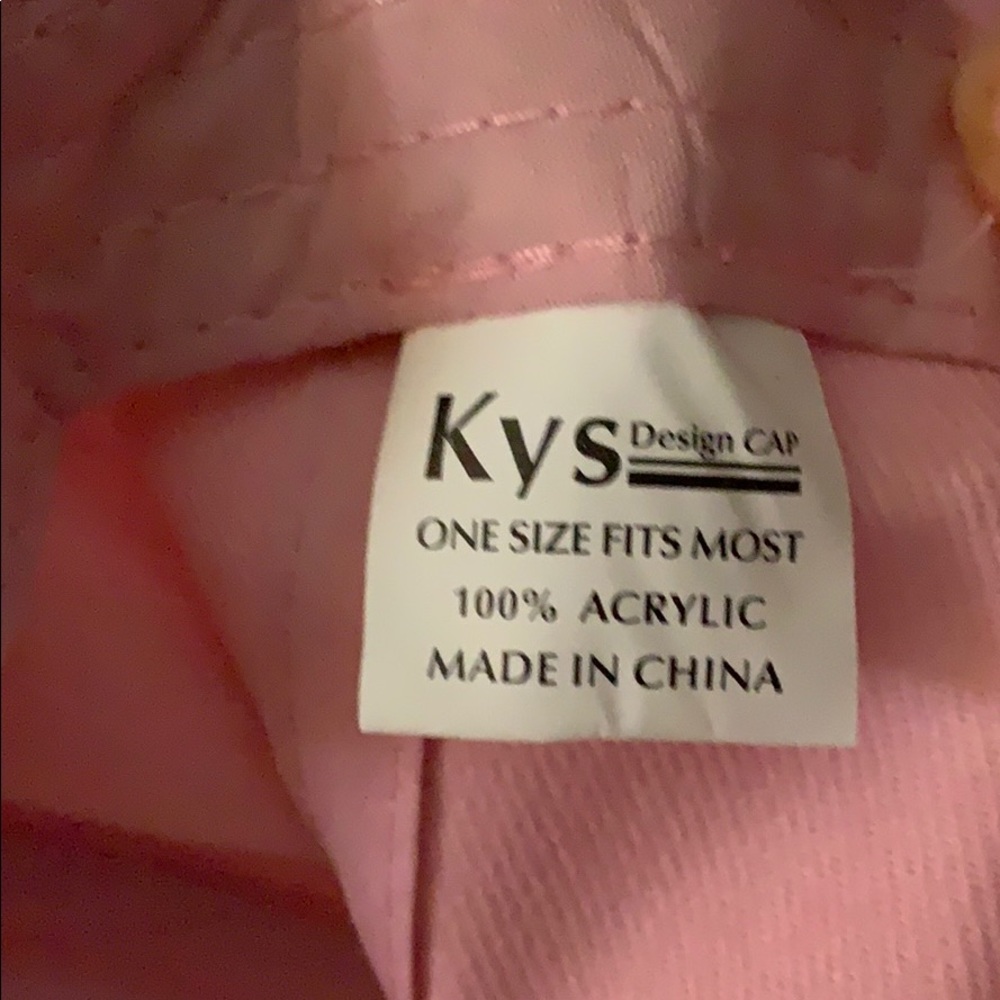 Kys Design CAP
ONE SIZE FITS MOST
100% ACRYLIC
MADE IN CHINA